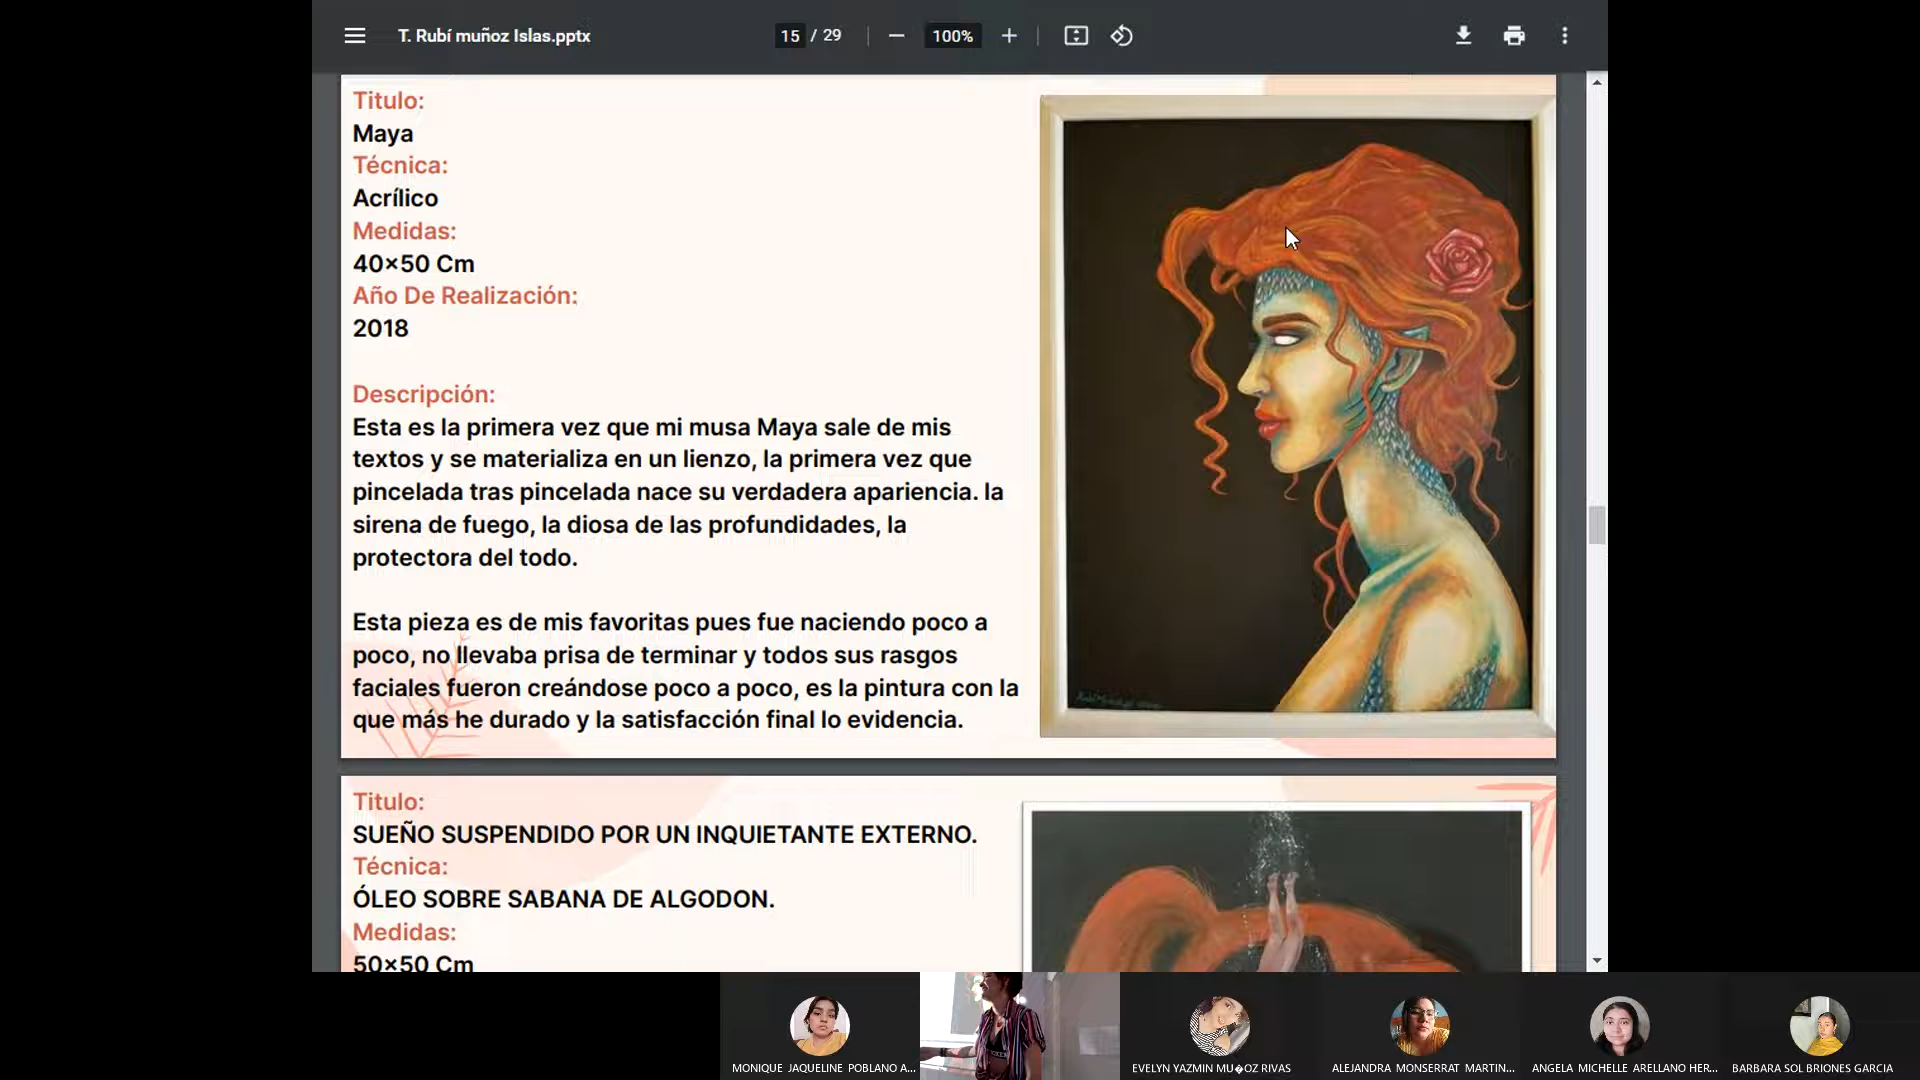 T. Rubí muñoz Islas.pptx
15 / 29
100%
Titulo:
Maya
Técnica:
Acrílico
Medidas:
40×50 Cm
Año De Realización:
2018
Descripción:
Esta es la primera vez que mi musa Maya sale de mis
textos y se materializa en un lienzo, la primera vez que
pincelada tras pincelada nace su verdadera apariencia. la
sirena de fuego, la diosa de las profundidades, la
protectora del todo.
Esta pieza es de mis favoritas pues fue naciendo poco a
poco, no llevaba prisa de terminar y todos sus rasgos
faciales fueron creándose poco a poco, es la pintura con la
que más he durado y la satisfacción final lo evidencia.
Titulo:
SUEÑO SUSPENDIDO POR UN INQUIETANTE EXTERNO.
Técnica:
ÓLEO SOBRE SABANA DE ALGODON.
Medidas:
50×50 Cm
MONIQUE JAQUELINE POBLANO A...
EVELYN YAZMIN MU�OZ RIVAS
ALEJANDRA MONSERRAT MARTIN...
ANGELA MICHELLE ARELLANO HER...
BARBARA SOL BRIONES GARCIA